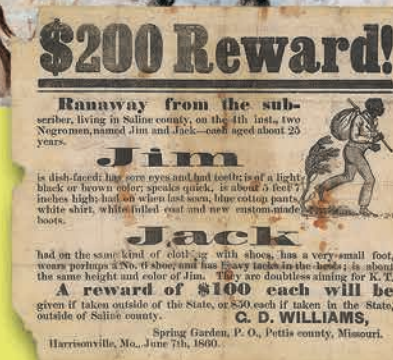 $200 Reward!
Ranaway from the sub-
scriber, living in Saline county, on the 4th inst., two
Negromen, named Jim and Jack—each aged about 25
years.
Jim
is dish-faced; has sore eyes and bad teeth; is of a light
black or brown color; speaks quick, is about 5 feet 7
inches high; had on when last seen, blue cotton pants,
white shirt, white fulled coat and new custom-made
boots.
Jack
had on the same kind of clothing with shoes, has a very small foot,
wears perhaps a No. 6 shoe, and has heavy tacks in the heels; is about
the same height and color of Jim. They are doubtless aiming for K. T.
A reward of $100 each will be
given if taken outside of the State, or $50 each if taken in the State,
outside of Saline county.
G. D. WILLIAMS,
Spring Garden, P. O., Pettis county, Missouri.
Harrisonville, Mo., June 7th, 1860.